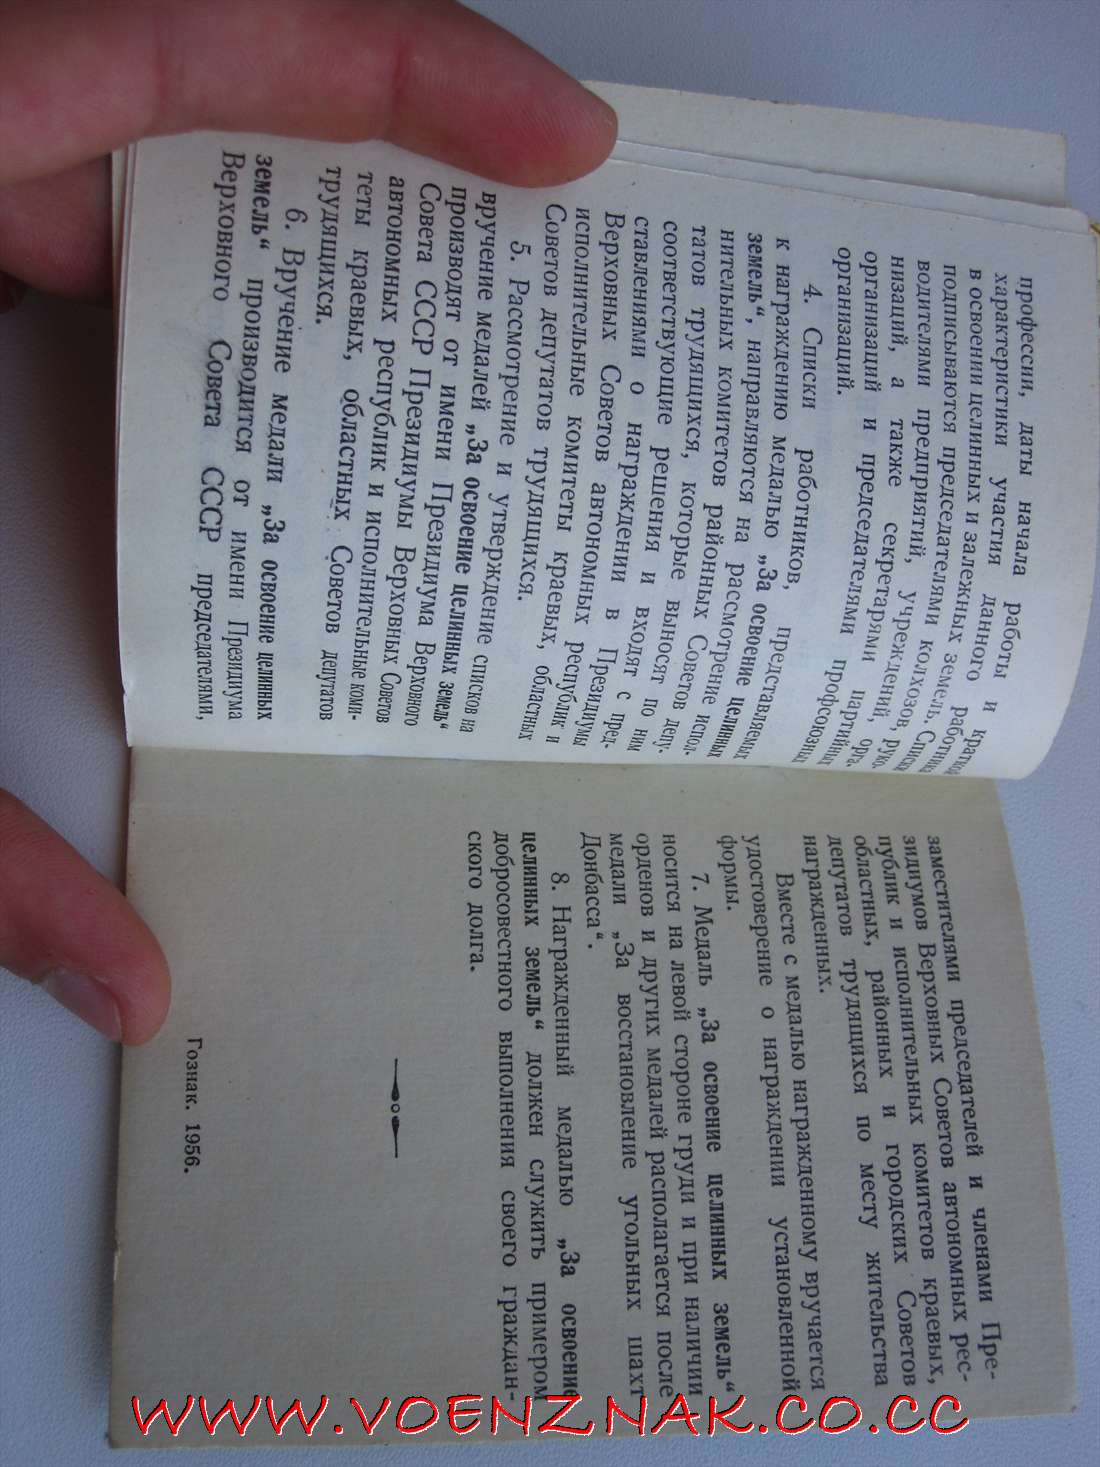 профессии, даты начала работы и краткой
характеристики участия данного работника
в освоении целинных и залежных земель. Списки
подписываются председателями колхозов, руко-
водителями предприятий, учреждений, орга-
низаций, а также секретарями партийных
организаций и председателями профсоюзных
организаций.
4. Списки работников, представляемых
к награждению медалью „За освоение целинных
земель“, направляются на рассмотрение испол-
нительных комитетов районных Советов депу-
татов трудящихся, которые выносят по ним
соответствующие решения и входят с пред-
ставлениями о награждении в Президиумы
Верховных Советов автономных республик и
исполнительные комитеты краевых, областных
Советов депутатов трудящихся.
5. Рассмотрение и утверждение списков на
вручение медалей „За освоение целинных земель“
производят от имени Президиума Верховного
Совета СССР Президиумы Верховных Советов
автономных республик и исполнительные коми-
теты краевых, областных Советов депутатов
трудящихся.
6. Вручение медали „За освоение целинных
земель“ производится от имени Президиума
Верховного Совета СССР председателями,
заместителями председателей и членами Пре-
зидиумов Верховных Советов автономных рес-
публик и исполнительных комитетов краевых,
областных, районных и городских Советов
депутатов трудящихся по месту жительства
награжденных.
Вместе с медалью награжденному вручается
удостоверение о награждении установленной
формы.
7. Медаль „За освоение целинных земель“
носится на левой стороне груди и при наличии
орденов и других медалей располагается после
медали „За восстановление угольных шахт
Донбасса“.
8. Награжденный медалью „За освоение
целинных земель“ должен служить примером
добросовестного выполнения своего граждан-
ского долга.
Гознак. 1956.
WWW.VOENZNAK.CO.CC